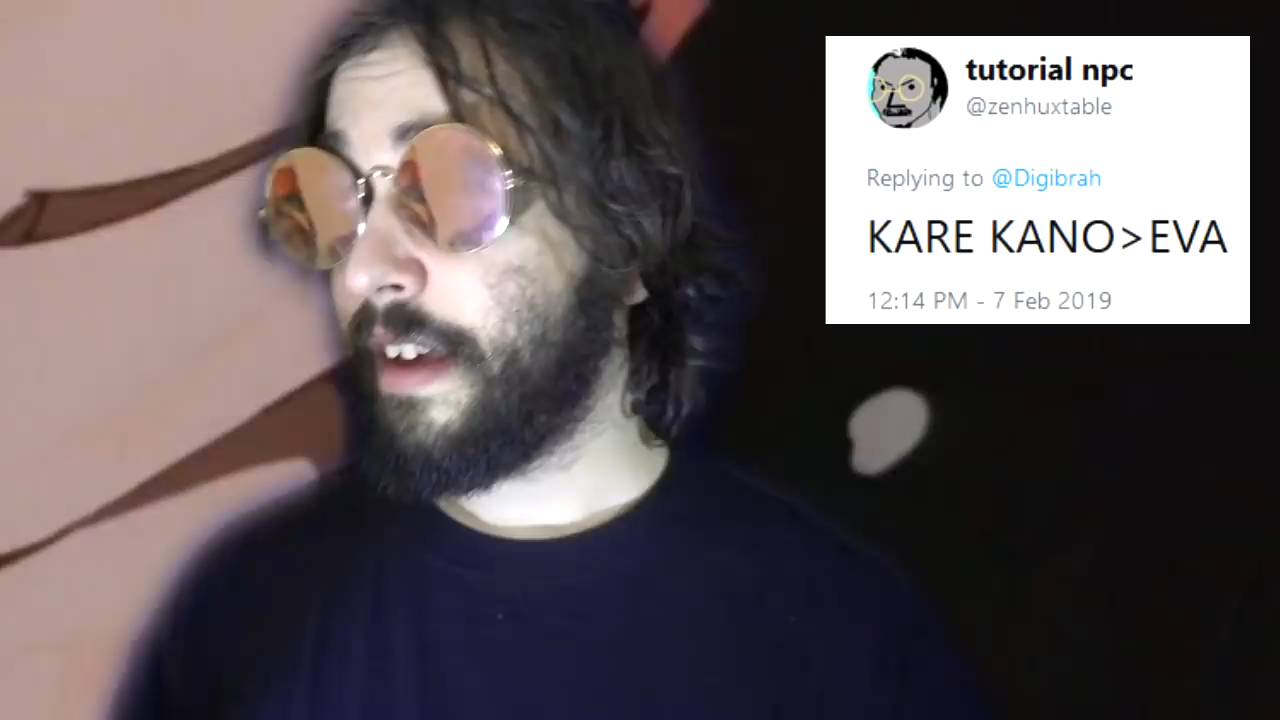 tutorial npc
@zenhuxtable
Replying to @Digibrah
KARE KANO>EVA
12:14 PM - 7 Feb 2019